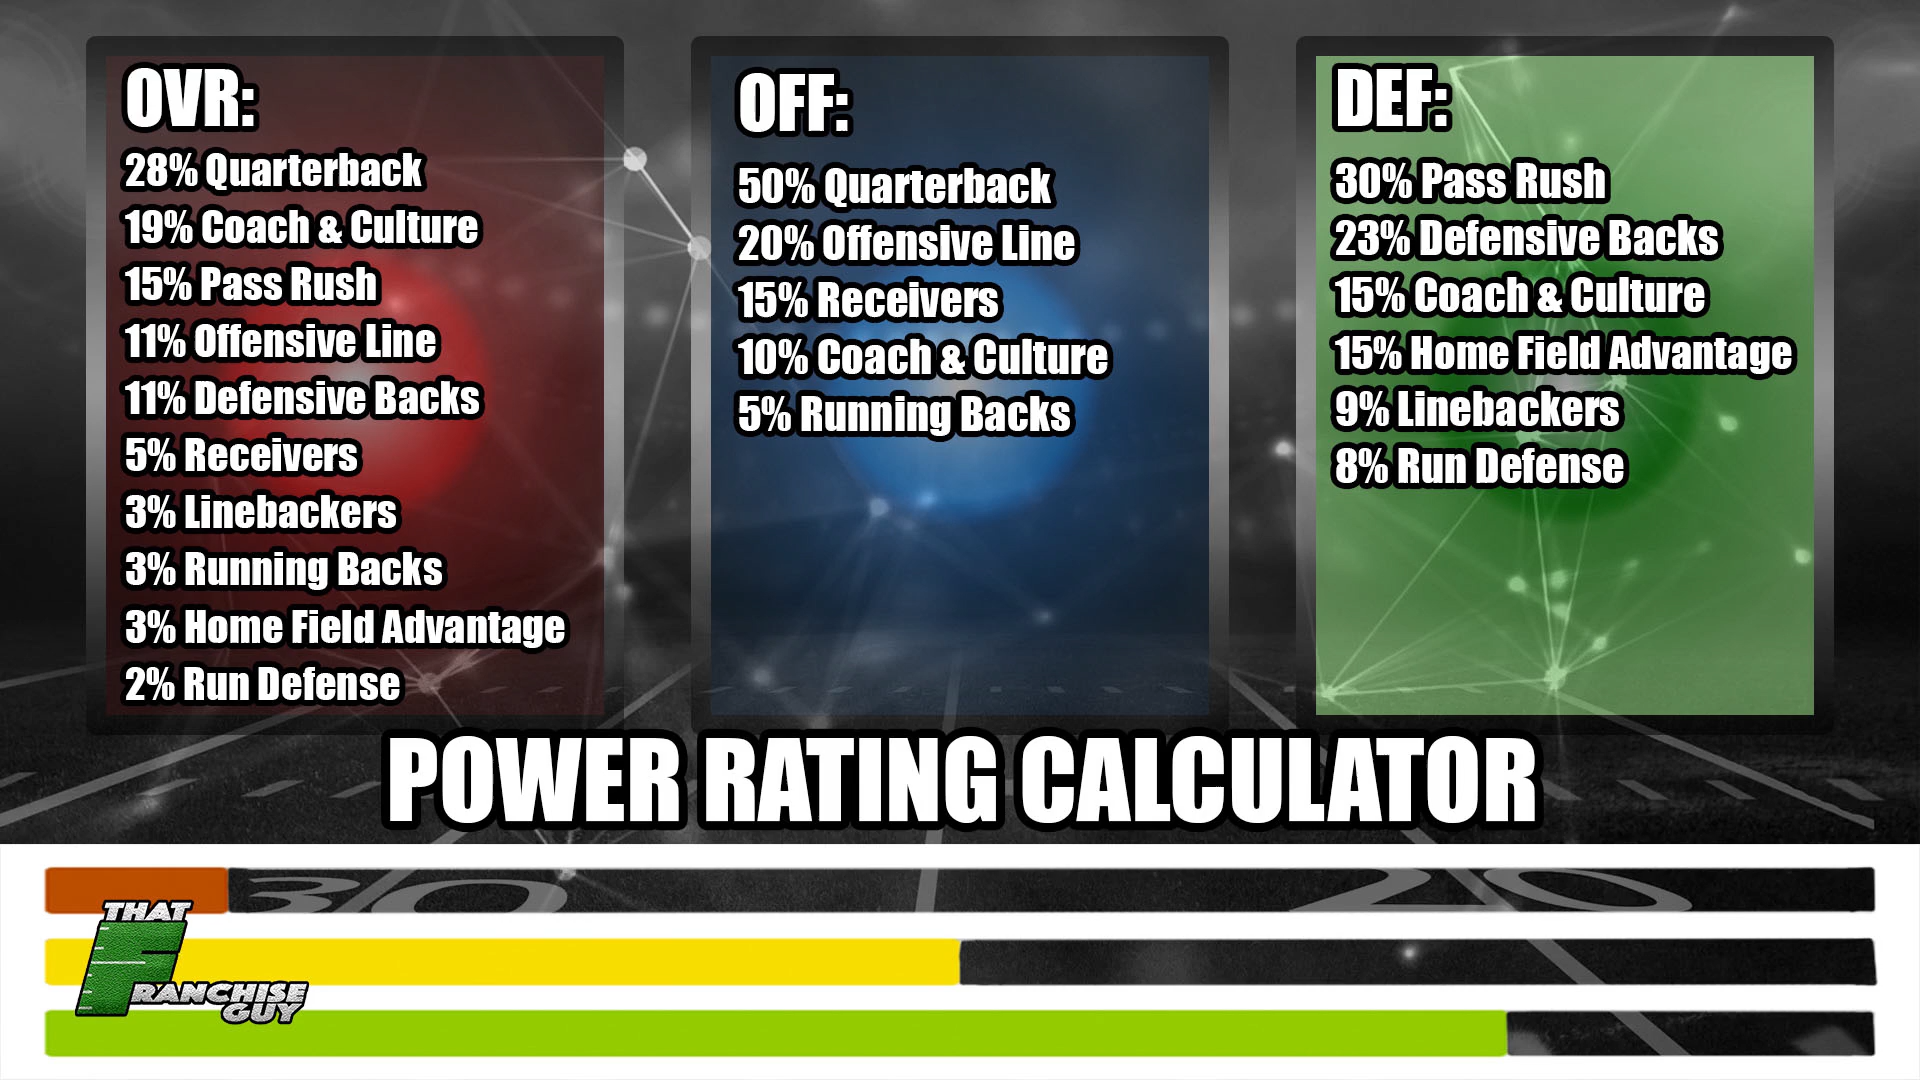 OVR:
28% Quarterback
19% Coach & Culture
15% Pass Rush
11% Offensive Line
11% Defensive Backs
5% Receivers
3% Linebackers
3% Running Backs
3% Home Field Advantage
2% Run Defense
OFF:
50% Quarterback
20% Offensive Line
15% Receivers
10% Coach & Culture
5% Running Backs
DEF:
30% Pass Rush
23% Defensive Backs
15% Coach & Culture
15% Home Field Advantage
9% Linebackers
8% Run Defense
POWER RATING CALCULATOR
30
20
THAT
FRANCHISE
GUY